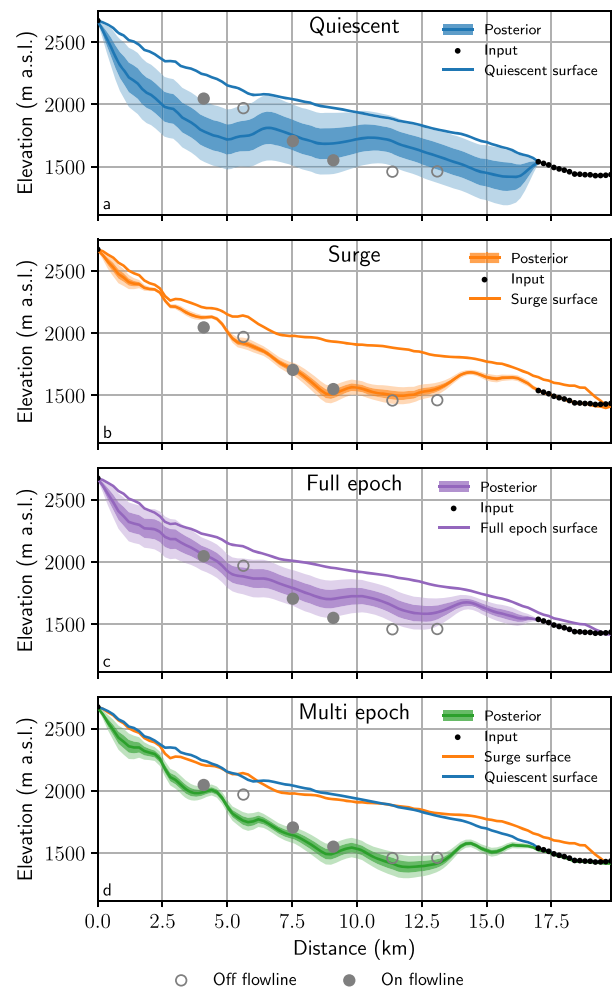 Quiescent
Posterior
Input
Quiescent surface
2500
2000
1500
Elevation (m a.s.l.)
a
Surge
Posterior
Input
Surge surface
2500
2000
1500
Elevation (m a.s.l.)
b
Full epoch
Posterior
Input
Full epoch surface
2500
2000
1500
Elevation (m a.s.l.)
c
Multi epoch
Posterior
Input
Surge surface
Quiescent surface
2500
2000
1500
Elevation (m a.s.l.)
d
0.0 2.5 5.0 7.5 10.0 12.5 15.0 17.5
Distance (km)
Off flowline On flowline